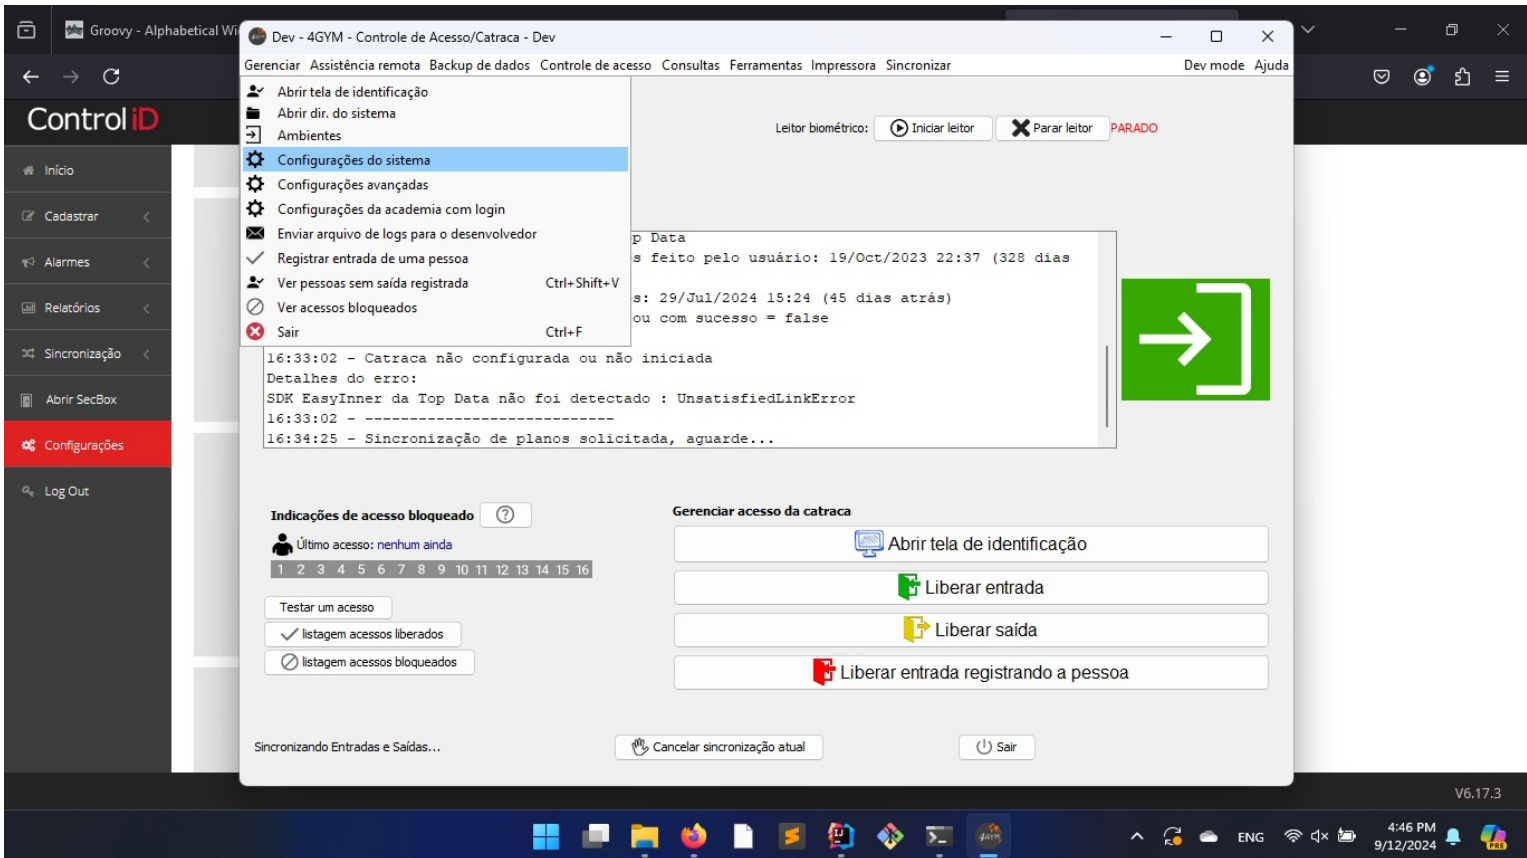 Groovy - Alphabetical Wi
Dev - 4GYM - Controle de Acesso/Catraca - Dev
Gerenciar Assistência remota Backup de dados Controle de acesso Consultas Ferramentas Impressora Sincronizar Dev mode Ajuda
Control iD
Início
Cadastrar
Alarmes
Relatórios
Sincronização
Abrir SecBox
Configurações
Log Out
Abrir tela de identificação
Abrir dir. do sistema
Ambientes
Configurações do sistema
Configurações avançadas
Configurações da academia com login
Enviar arquivo de logs para o desenvolvedor
Registrar entrada de uma pessoa
Ver pessoas sem saída registrada Ctrl+Shift+V
Ver acessos bloqueados
Sair Ctrl+F
Leitor biométrico: Iniciar leitor Parar leitor PARADO
p Data
s feito pelo usuário: 19/Oct/2023 22:37 (328 dias
s: 29/Jul/2024 15:24 (45 dias atrás)
ou com sucesso = false
16:33:02 - Catraca não configurada ou não iniciada
Detalhes do erro:
SDK EasyInner da Top Data não foi detectado : UnsatisfiedLinkError
16:33:02 - ----------------------------
16:34:25 - Sincronização de planos solicitada, aguarde...
Indicações de acesso bloqueado
Último acesso: nenhum ainda
1 2 3 4 5 6 7 8 9 10 11 12 13 14 15 16
Testar um acesso
listagem acessos liberados
listagem acessos bloqueados
Gerenciar acesso da catraca
Abrir tela de identificação
Liberar entrada
Liberar saída
Liberar entrada registrando a pessoa
Sincronizando Entradas e Saídas...
Cancelar sincronização atual
Sair
V6.17.3
4GYM
ENG
4:46 PM
9/12/2024
PRE